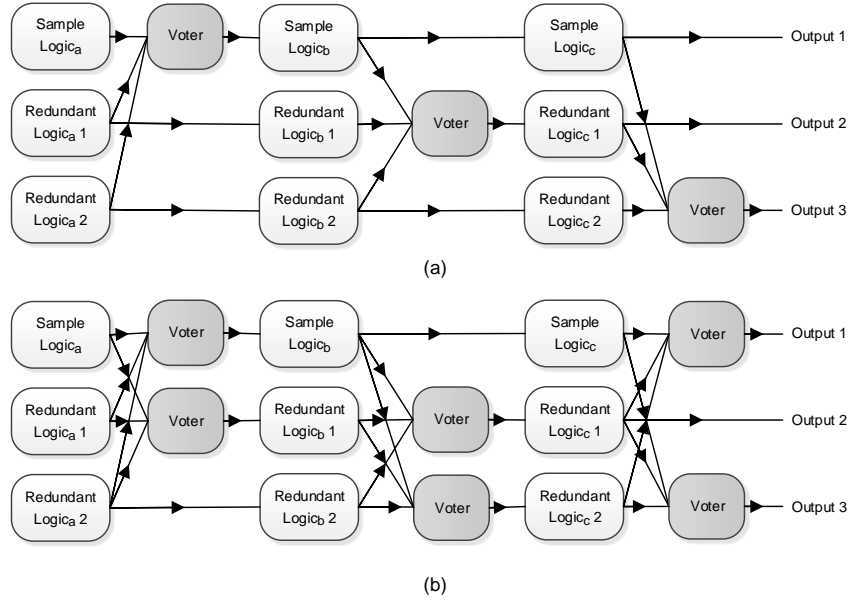 Sample
Logica
Voter
Sample
Logicb
Sample
Logicc
Output 1
Redundant
Logica 1
Redundant
Logicb 1
Voter
Redundant
Logicc 1
Output 2
Redundant
Logica 2
Redundant
Logicb 2
Redundant
Logicc 2
Voter
Output 3
(a)
Sample
Logica
Voter
Sample
Logicb
Sample
Logicc
Voter
Output 1
Redundant
Logica 1
Voter
Redundant
Logicb 1
Voter
Redundant
Logicc 1
Output 2
Redundant
Logica 2
Redundant
Logicb 2
Voter
Redundant
Logicc 2
Voter
Output 3
(b)